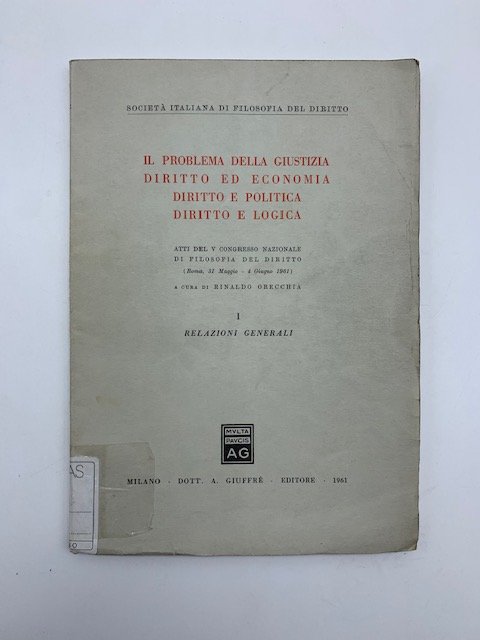 SOCIETÀ ITALIANA DI FILOSOFIA DEL DIRITTO
IL PROBLEMA DELLA GIUSTIZIA
DIRITTO ED ECONOMIA
DIRITTO E POLITICA
DIRITTO E LOGICA
ATTI DEL V CONGRESSO NAZIONALE
DI FILOSOFIA DEL DIRITTO
(Roma, 31 Maggio - 4 Giugno 1961)
A CURA DI RINALDO ORECCHIA
I
RELAZIONI GENERALI
MVLTA
PAVCIS
AG
MILANO · DOTT. A. GIUFFRÈ · EDITORE · 1961
AS